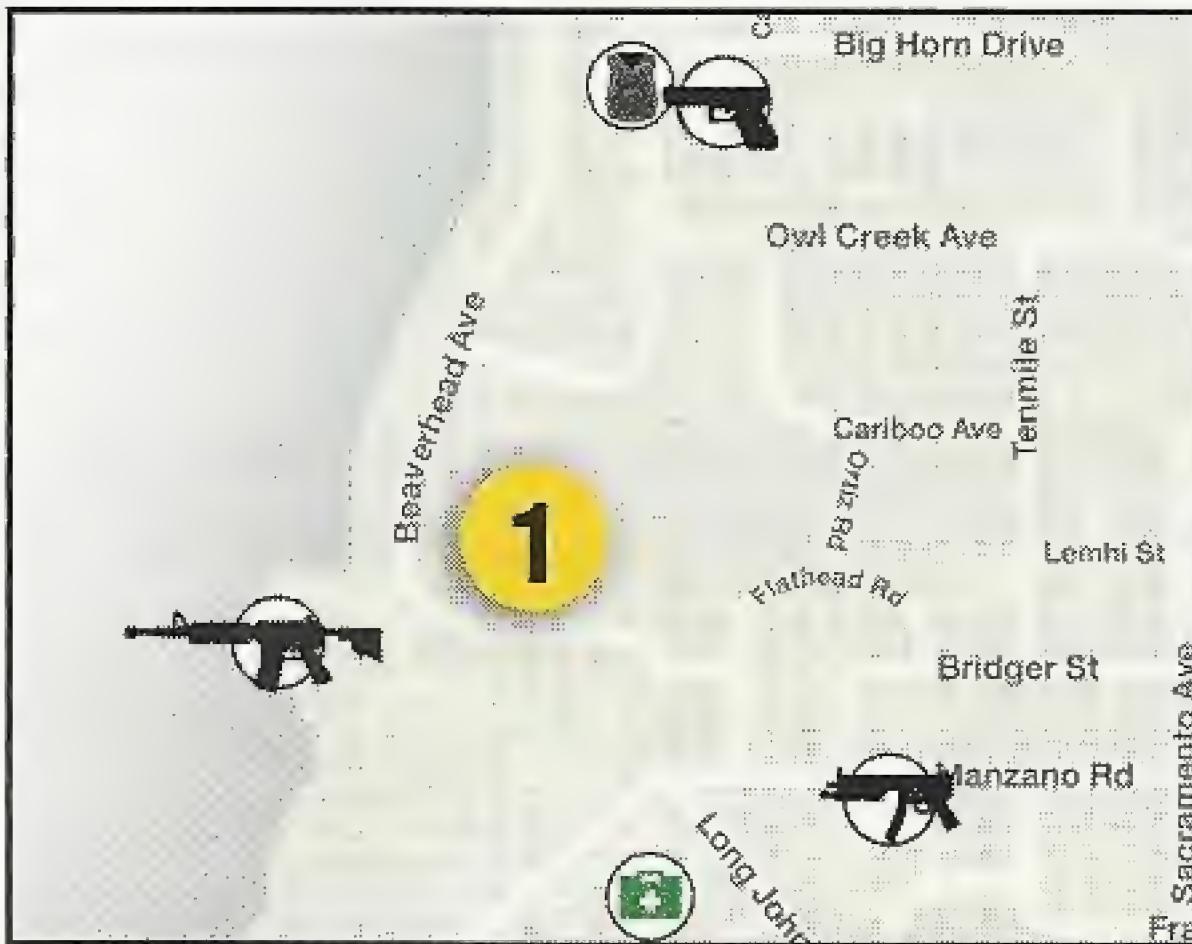 Big Horn Drive
Owl Creek Ave
Beaverhead Ave
Tenmile St
Cariboo Ave
Ortiz Rd
1
Lemhi St
Flathead Rd
Bridger St
Sacramento Ave
Manzano Rd
Long John